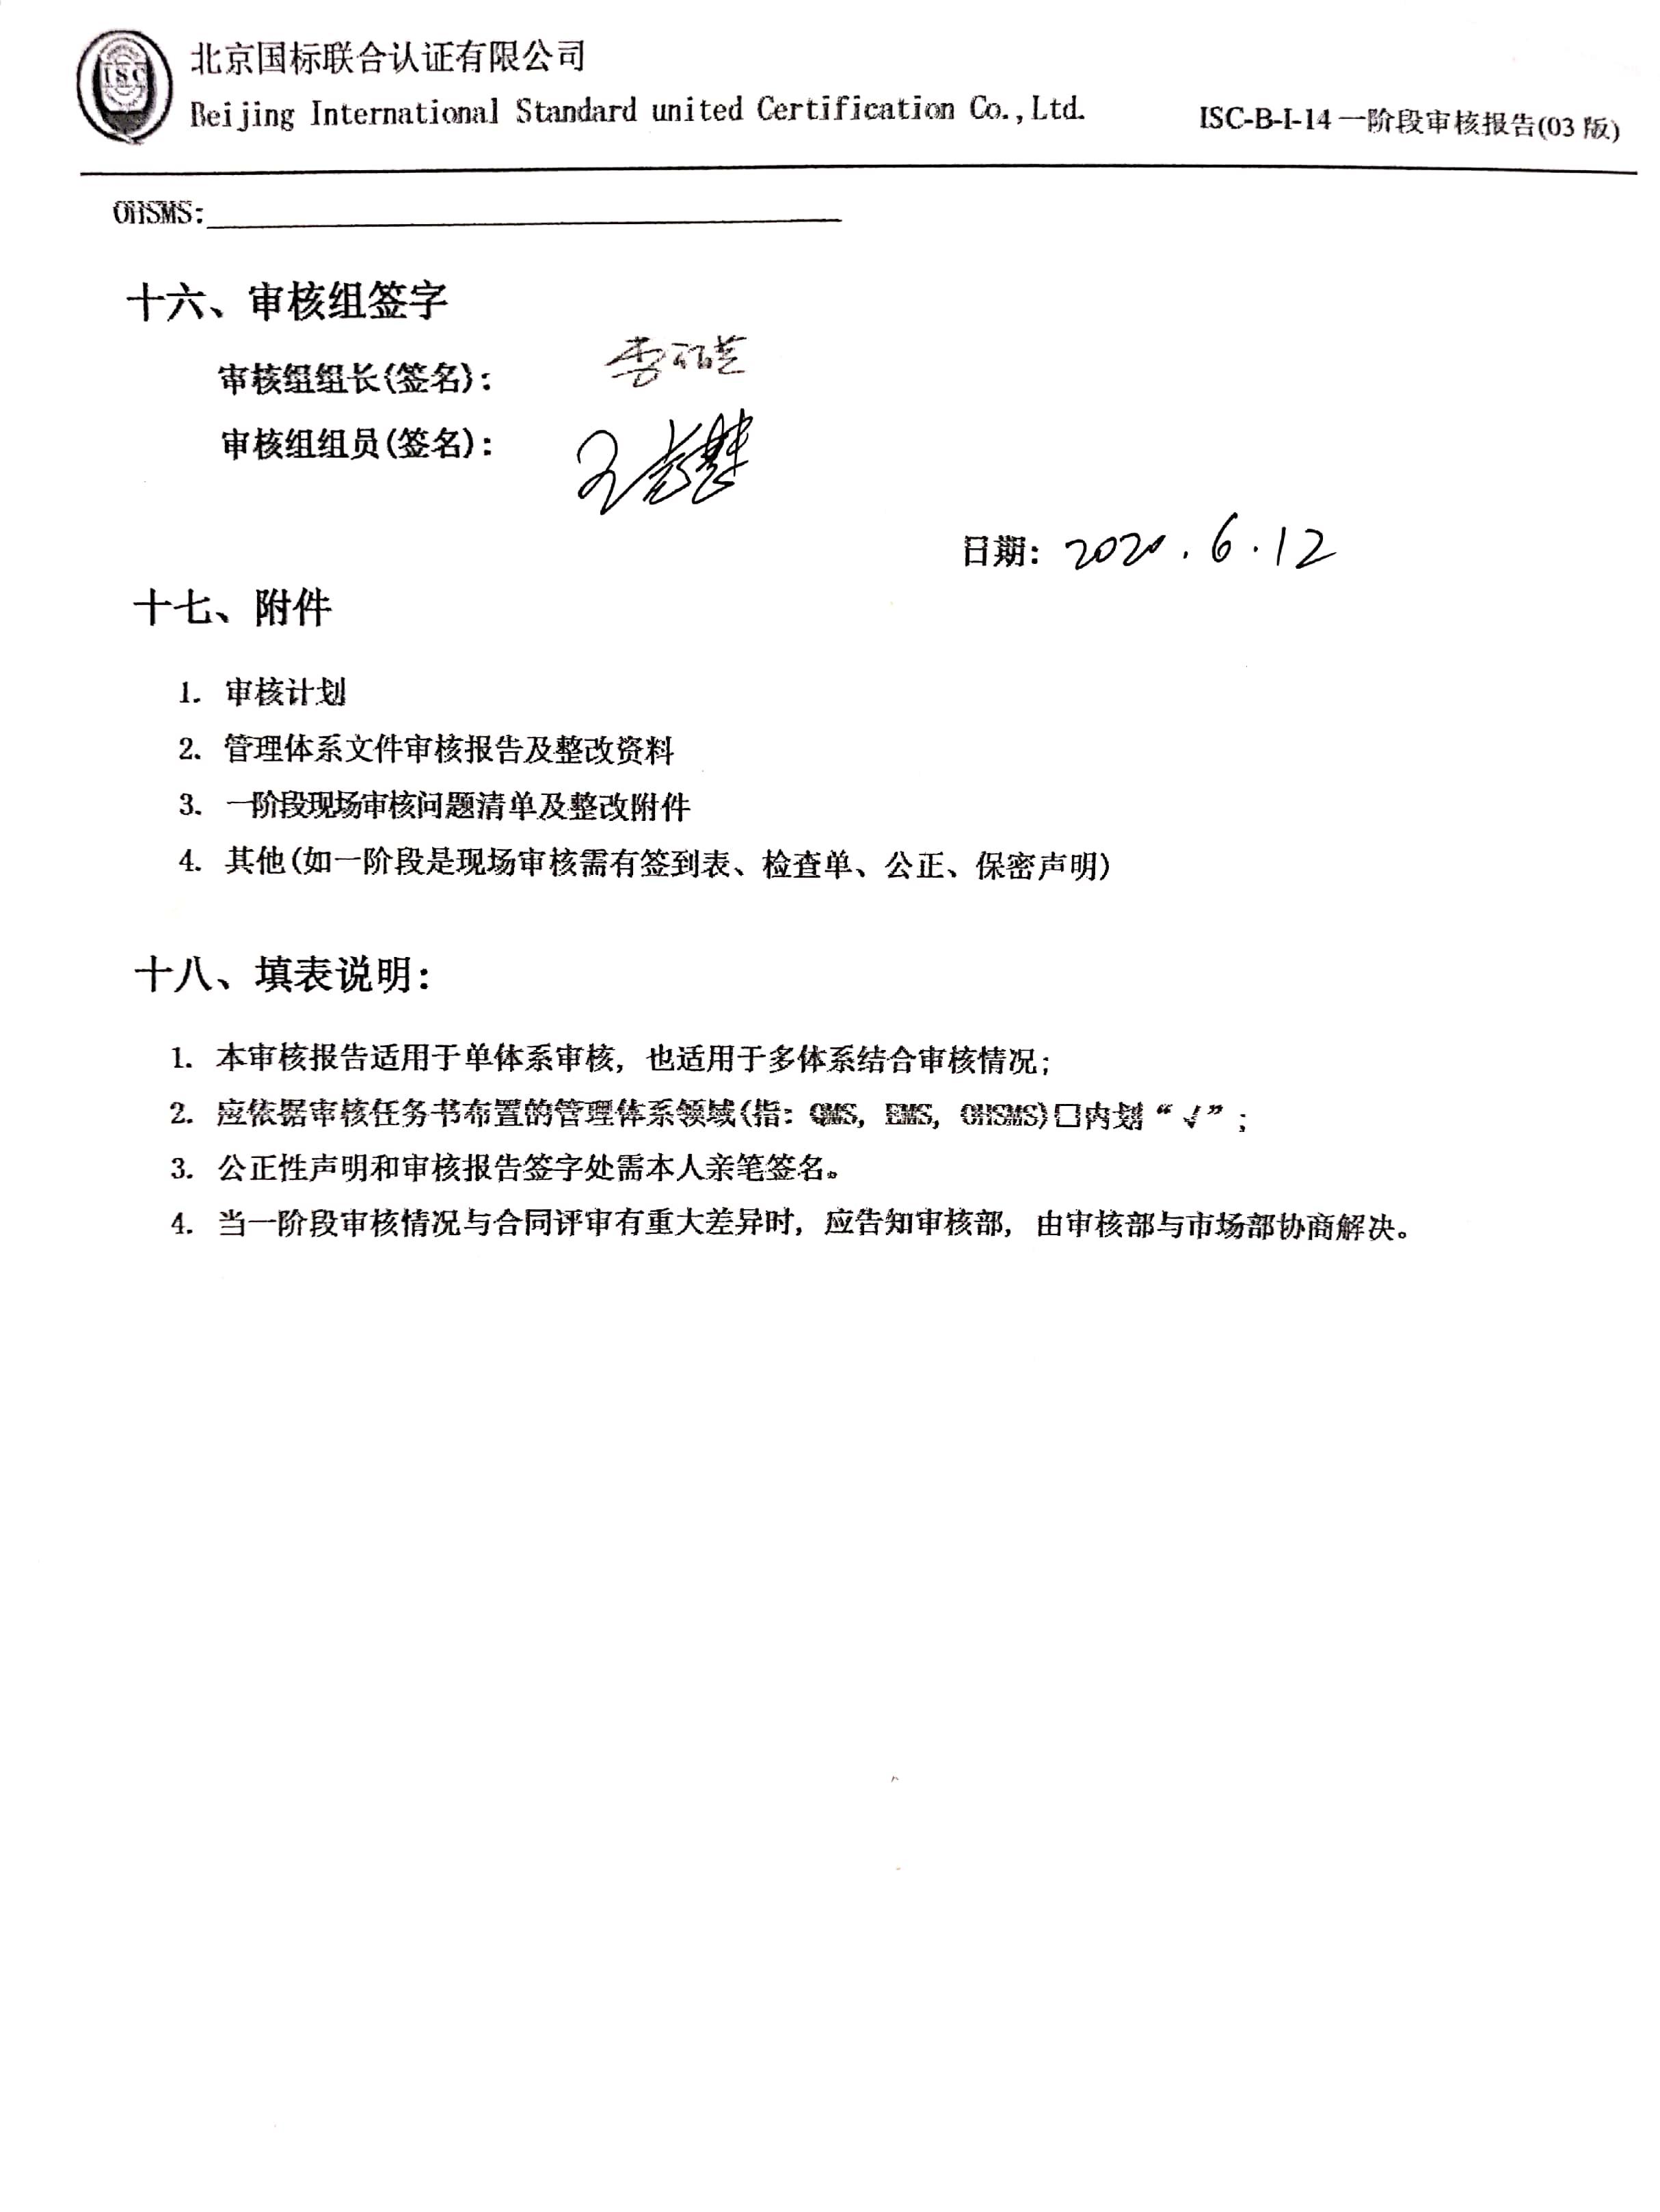 ISC
北京国标联合认证有限公司
Beijing International Standard united Certification Co.,Ltd.
ISC-B-I-14 一阶段审核报告(03 版)
OHSMS:
十六、审核组签字
审核组组长(签名):
审核组组员(签名):
日期: 2020.6.12
十七、附件
1. 审核计划
2. 管理体系文件审核报告及整改资料
3. 一阶段现场审核问题清单及整改附件
4. 其他(如一阶段是现场审核需有签到表、检查单、公正、保密声明)
十八、填表说明:
1. 本审核报告适用于单体系审核, 也适用于多体系结合审核情况;
2. 应依据审核任务书布置的管理体系领域(指: QMS, EMS, OHSMS)口内划“√”;
3. 公正性声明和审核报告签字处需本人亲笔签名。
4. 当一阶段审核情况与合同评审有重大差异时, 应告知审核部, 由审核部与市场部协商解决。